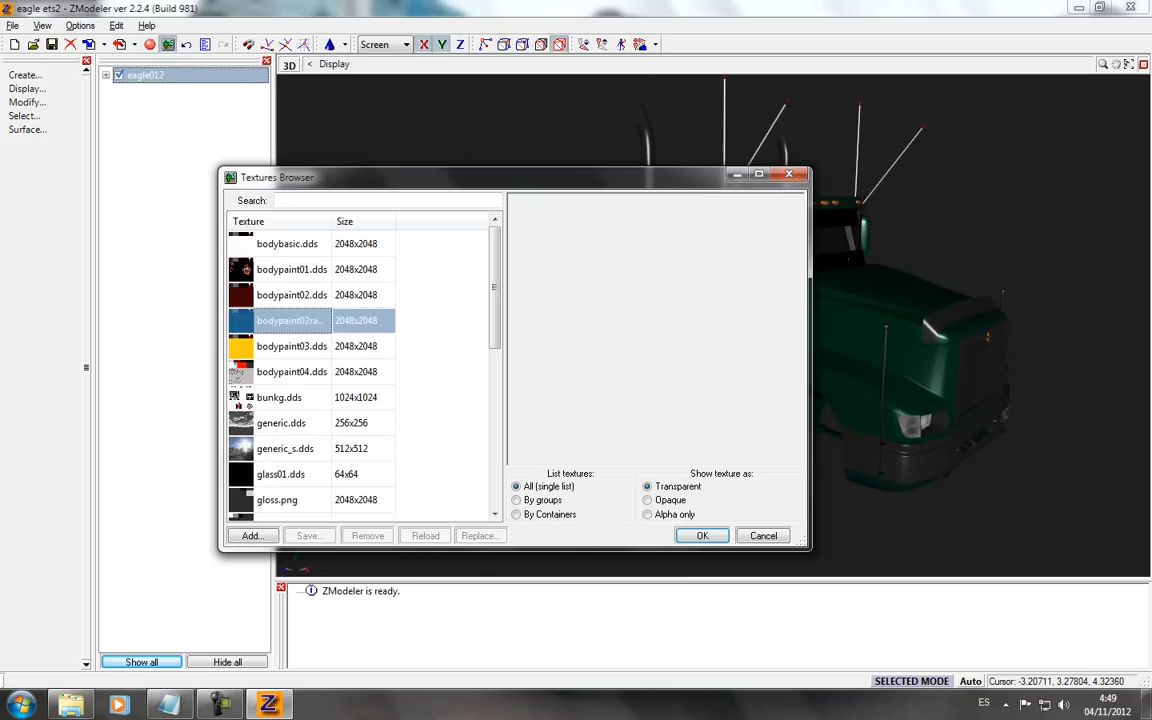 eagle ets2 - ZModeler ver 2.2.4 (Build 981)
File View Options Edit Help
Screen X Y Z
Create...
Display...
Modify...
Select...
Surface...
eagle012
3D < Display
Textures Browser
Search:
Texture Size
bodybasic.dds 2048x2048
bodypaint01.dds 2048x2048
bodypaint02.dds 2048x2048
bodypaint02ra... 2048x2048
bodypaint03.dds 2048x2048
bodypaint04.dds 2048x2048
bunkg.dds 1024x1024
generic.dds 256x256
generic_s.dds 512x512
glass01.dds 64x64
gloss.png 2048x2048
List textures: Show texture as:
All (single list) Transparent
By groups Opaque
By Containers Alpha only
Add... Save... Remove Reload Replace... OK Cancel
ZModeler is ready.
Show all Hide all
SELECTED MODE Auto Cursor: -3.20711, 3.27804, 4.32360
ES 4:49
04/11/2012